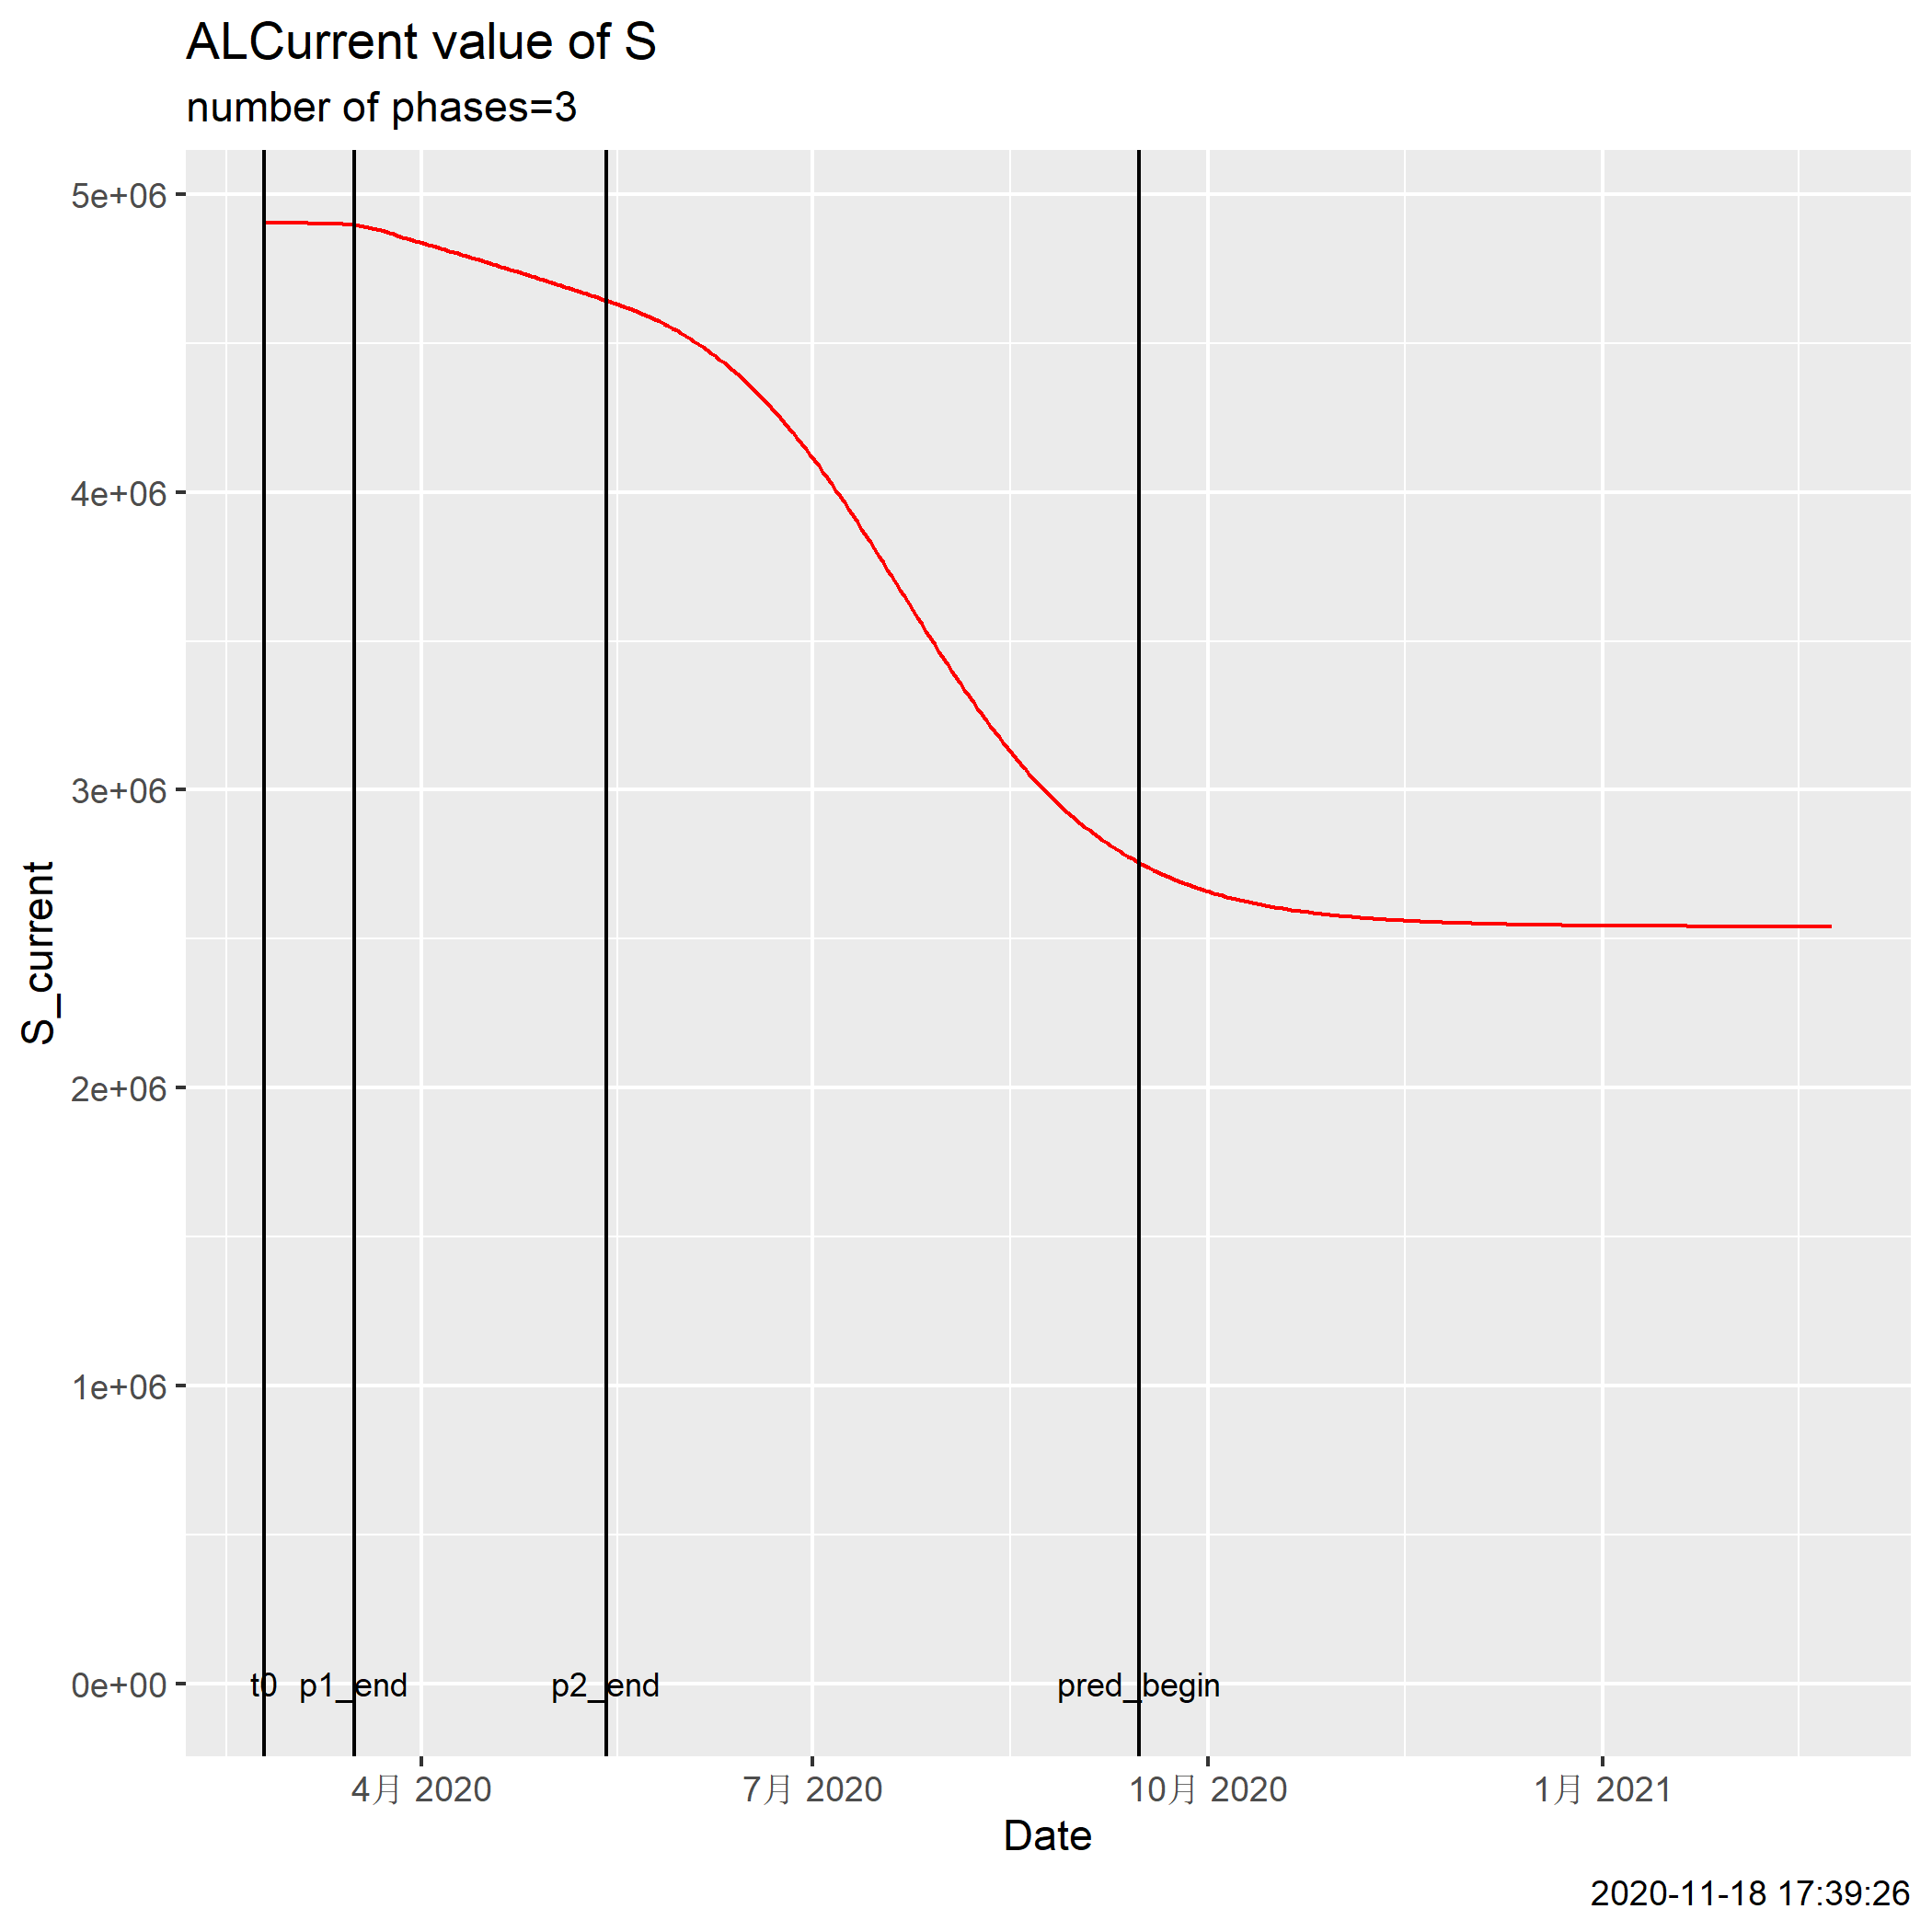 ALCurrent value of S
number of phases=3
5e+06
4e+06
3e+06
2e+06
1e+06
0e+00
S_current
t0 p1_end p2_end pred_begin
4月 2020 7月 2020 10月 2020 1月 2021
Date
2020-11-18 17:39:26